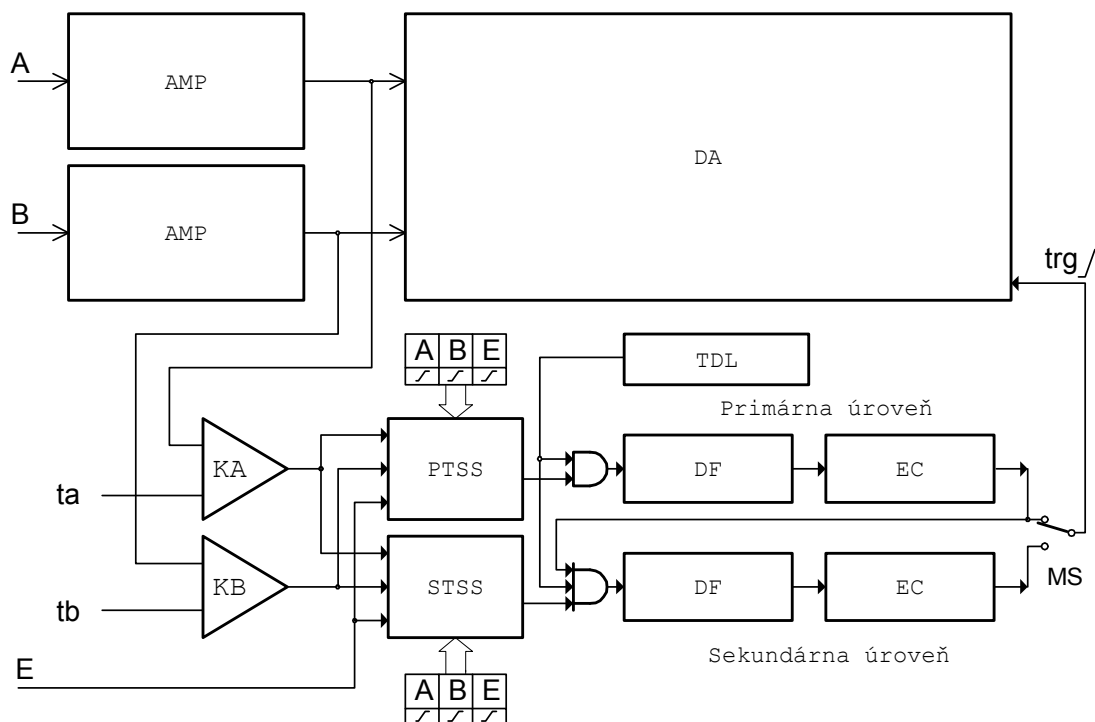 A
AMP
DA
B
AMP
trg
A B E
TDL
Primárna úroveň
KA
PTSS
DF
EC
ta
KB
STSS
DF
EC
MS
tb
Sekundárna úroveň
E
A B E